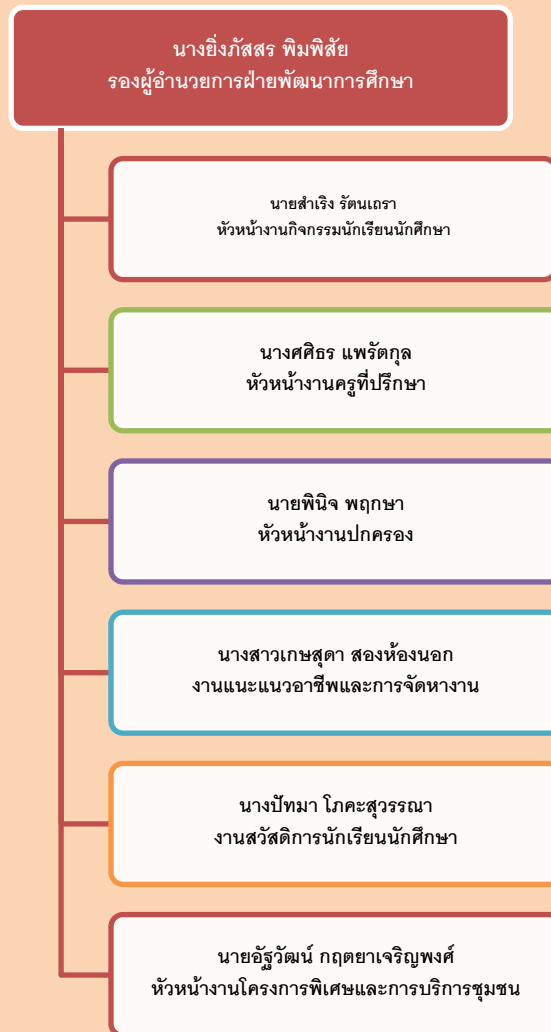 นางยิ่งภัสสร พิมพิสัย
รองผู้อำนวยการฝ่ายพัฒนาการศึกษา
นายสำเริง รัตนเถรา
หัวหน้างานกิจกรรมนักเรียนนักศึกษา
นางศศิธร แพรัตกุล
หัวหน้างานครูที่ปรึกษา
นายพินิจ พฤกษา
หัวหน้างานปกครอง
นางสาวเกษสุดา สองห้องนอก
งานแนะแนวอาชีพและการจัดหางาน
นางปัทมา โภคะสุวรรณา
งานสวัสดิการนักเรียนนักศึกษา
นายอัฐวัฒน์ กฤตยาเจริญพงศ์
หัวหน้างานโครงการพิเศษและการบริการชุมชน